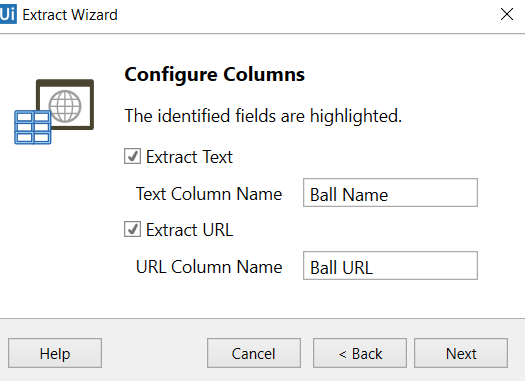 Ui Extract Wizard
Configure Columns
The identified fields are highlighted.
Extract Text
Text Column Name Ball Name
Extract URL
URL Column Name Ball URL
Help Cancel < Back Next